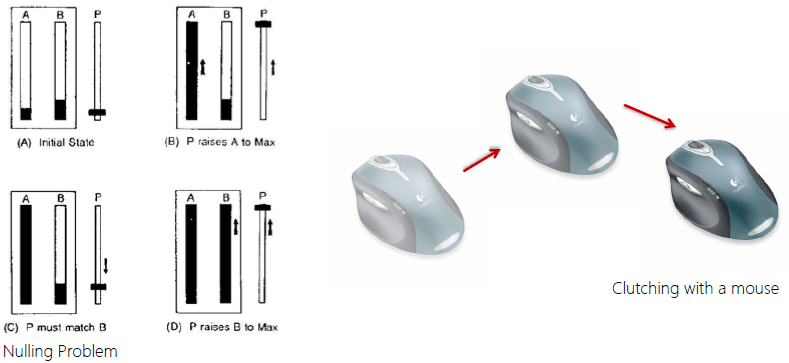 A B P
A B P
(A) Initial State
(B) P raises A to Max
A B P
A B P
(C) P must match B
(D) P raises B to Max
Nulling Problem
Clutching with a mouse